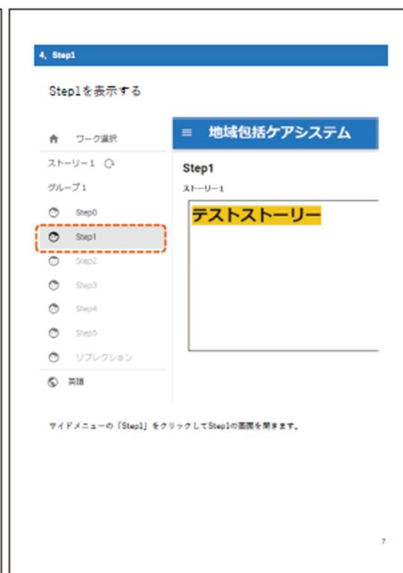 4, Step1
Step1を表示する
ワーク選択
ストーリー1
グループ1
Step0
Step1
Step2
Step3
Step4
Step5
リフレクション
英語
地域包括ケアシステム
Step1
ストーリー1
テストストーリー
サイドメニューの「Step1」をクリックしてStep1の画面を開きます。
7